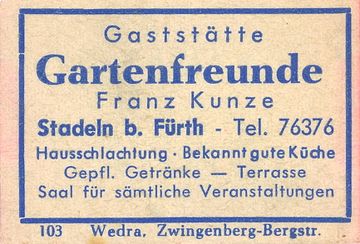 Gaststätte
Gartenfreunde
Franz Kunze
Stadeln b. Fürth - Tel. 76376
Hausschlachtung · Bekannt gute Küche
Gepfl. Getränke — Terrasse
Saal für sämtliche Veranstaltungen
103 Wedra, Zwingenberg-Bergstr.